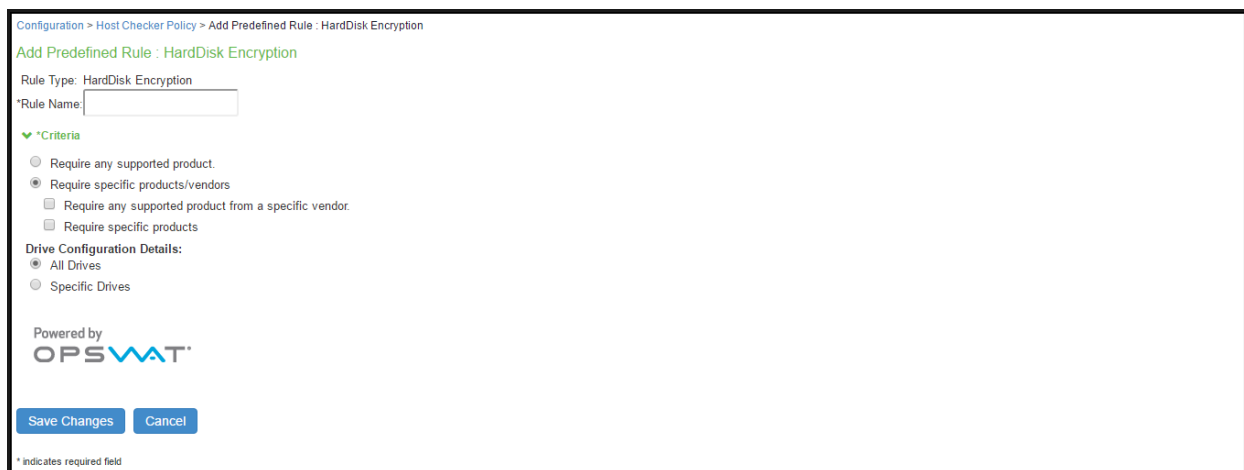 Configuration > Host Checker Policy > Add Predefined Rule : HardDisk Encryption
Add Predefined Rule : HardDisk Encryption
Rule Type: HardDisk Encryption
*Rule Name:
*Criteria
Require any supported product.
Require specific products/vendors
Require any supported product from a specific vendor.
Require specific products
Drive Configuration Details:
All Drives
Specific Drives
Powered by
OPSWAT
Save Changes Cancel
* indicates required field